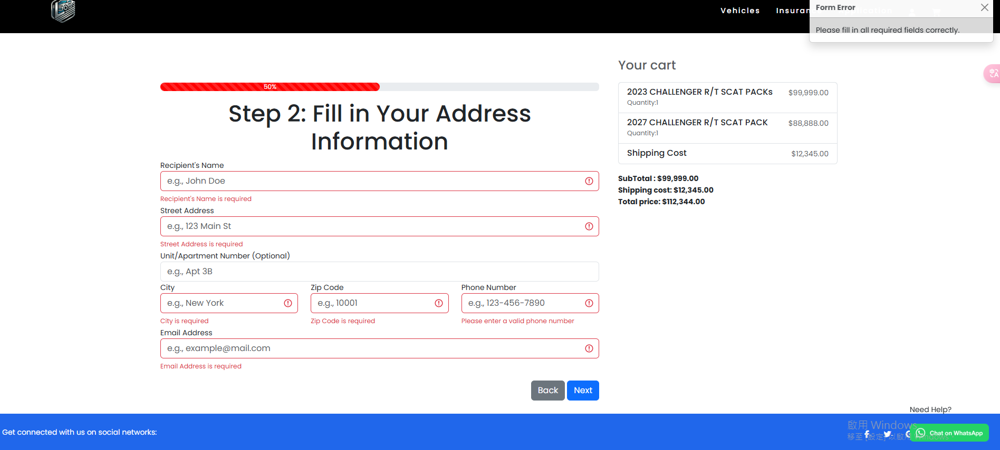 Vehicles
Form Error
Please fill in all required fields correctly.
50%
Step 2: Fill in Your Address
Information
Recipient's Name
e.g., John Doe
Recipient's Name is required
Street Address
e.g., 123 Main St
Street Address is required
Unit/Apartment Number (Optional)
e.g., Apt 3B
City
Zip Code
Phone Number
e.g., New York
e.g., 10001
e.g., 123-456-7890
City is required
Zip Code is required
Please enter a valid phone number
Email Address
e.g., example@mail.com
Email Address is required
Back
Next
Your cart
2023 CHALLENGER R/T SCAT PACKs
$99,999.00
Quantity:1
2027 CHALLENGER R/T SCAT PACK
$88,888.00
Quantity:1
Shipping Cost
$12,345.00
SubTotal : $99,999.00
Shipping cost: $12,345.00
Total price: $112,344.00
Need Help?
Get connected with us on social networks:
啟用 Windows
移至 [設定] 以啟用 Windows。
Chat on WhatsApp